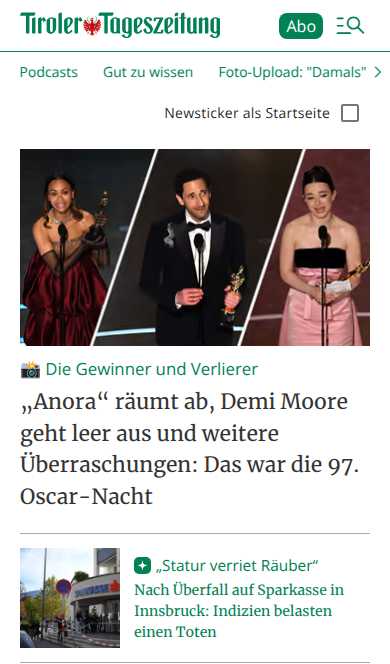 Tiroler Tageszeitung
Abo
Podcasts Gut zu wissen Foto-Upload: "Damals"
Newsticker als Startseite
Die Gewinner und Verlierer
„Anora“ räumt ab, Demi Moore
geht leer aus und weitere
Überraschungen: Das war die 97.
Oscar-Nacht
„Statur verriet Räuber“
Nach Überfall auf Sparkasse in
Innsbruck: Indizien belasten
einen Toten